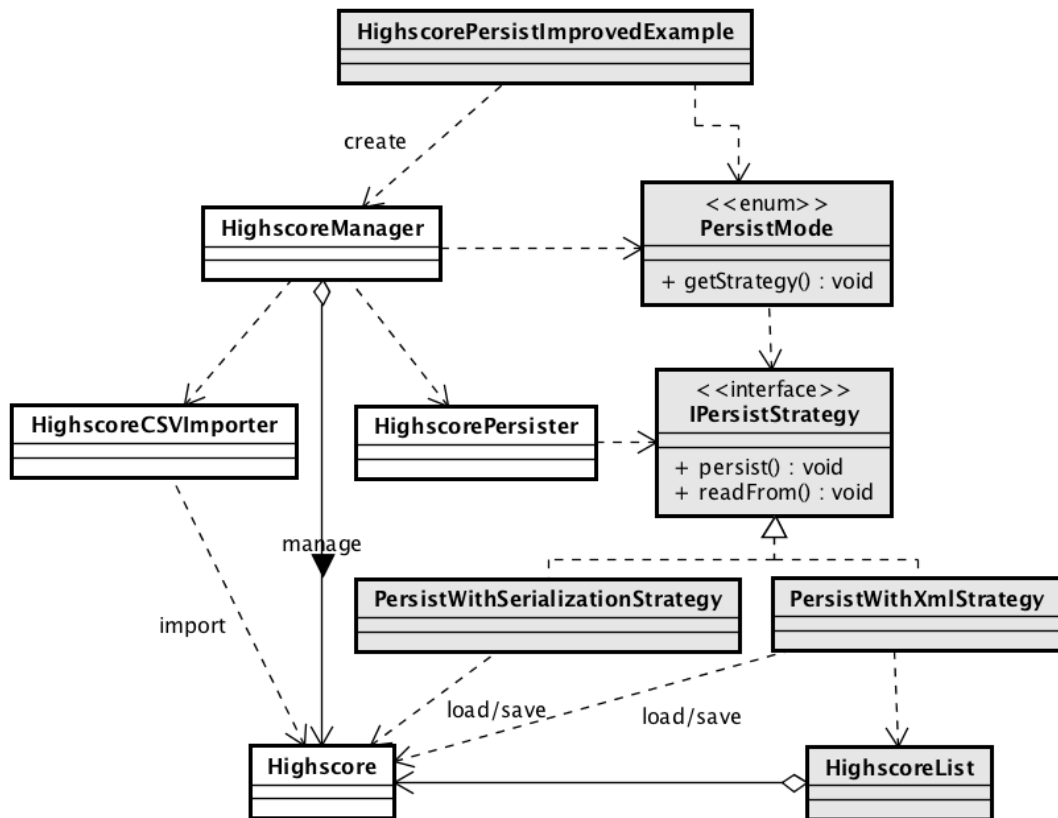 HighscorePersistImprovedExample
create
<<enum>>
PersistMode
+ getStrategy() : void
HighscoreManager
<<interface>>
IPersistStrategy
+ persist() : void
+ readFrom() : void
HighscoreCSVImporter
HighscorePersister
manage
PersistWithSerializationStrategy
PersistWithXmlStrategy
import
load/save
load/save
Highscore
HighscoreList